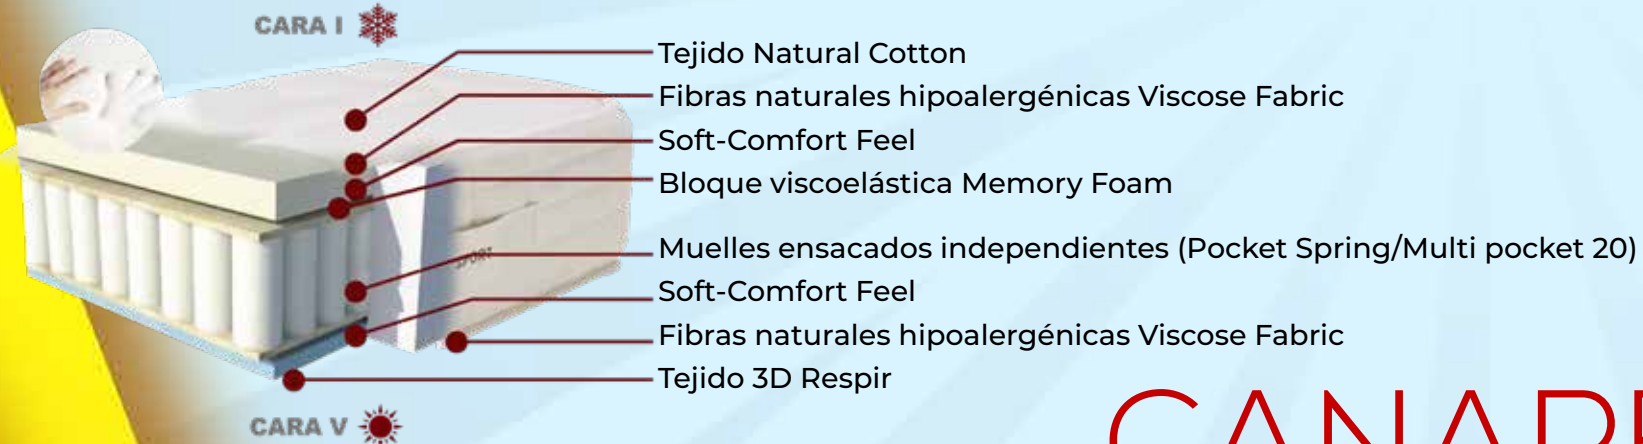 CARA I
Tejido Natural Cotton
Fibras naturales hipoalergénicas Viscose Fabric
Soft-Comfort Feel
Bloque viscoelástica Memory Foam
Muelles ensacados independientes (Pocket Spring/Multi pocket 20)
SPORT
Soft-Comfort Feel
Fibras naturales hipoalergénicas Viscose Fabric
Tejido 3D Respir
CARA V